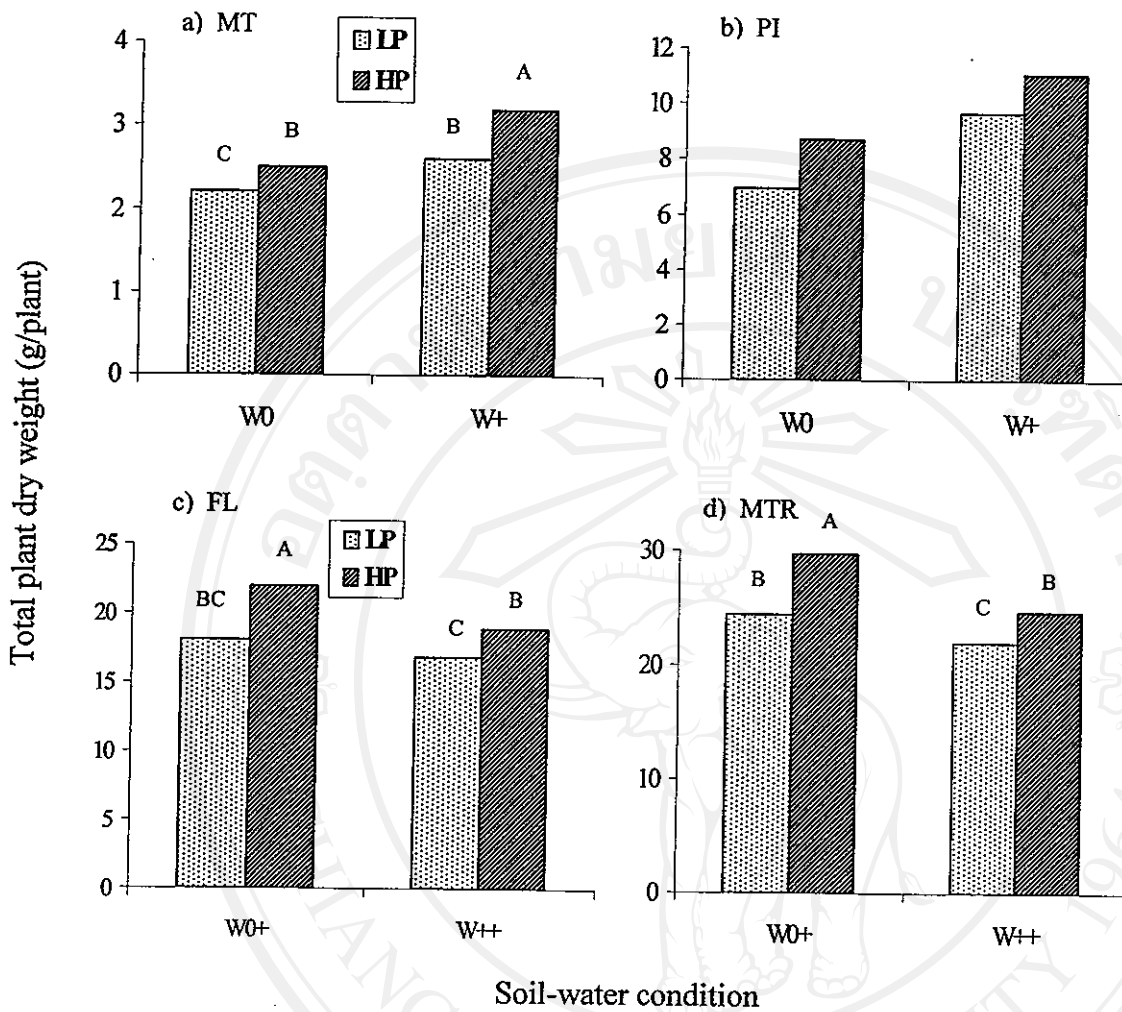 a) MT
LP
HP
4
3
2
1
0
C
B
B
A
W0
W+
b) PI
12
10
8
6
4
2
0
W0
W+
Total plant dry weight (g/plant)
c) FL
LP
HP
25
20
15
10
5
0
BC
A
C
B
W0+
W++
d) MTR
30
20
10
0
B
A
C
B
W0+
W++
Soil-water condition